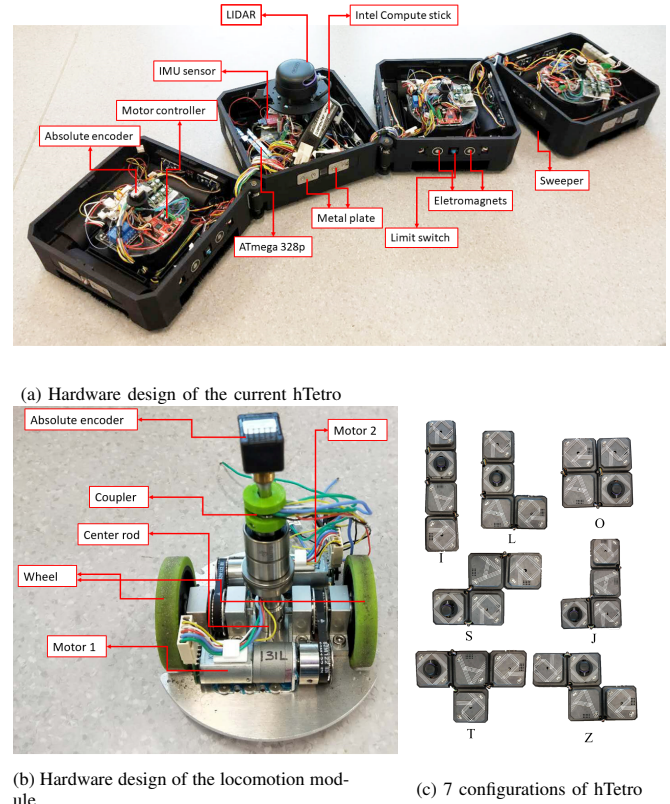 LIDAR
Intel Compute stick
IMU sensor
Motor controller
Absolute encoder
Sweeper
Metal plate
Eletromagnets
ATmega 328p
Limit switch
(a) Hardware design of the current hTetro
Absolute encoder
Motor 2
Coupler
Center rod
Wheel
Motor 1
131L
I
L
O
S
J
T
Z
(b) Hardware design of the locomotion mod-
ule
(c) 7 configurations of hTetro